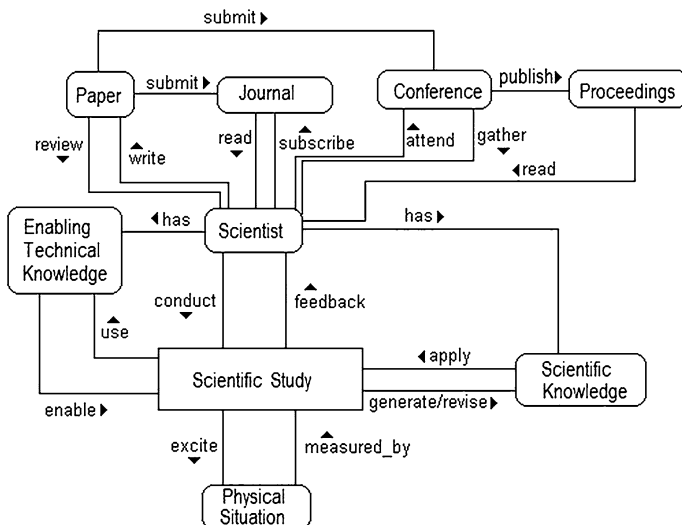 submit
Paper
submit
Journal
Conference
publish
Proceedings
review
write
read
subscribe
attend
gather
read
Enabling
Technical
Knowledge
has
Scientist
has
conduct
feedback
use
enable
Scientific Study
apply
generate/revise
Scientific
Knowledge
excite
measured_by
Physical
Situation